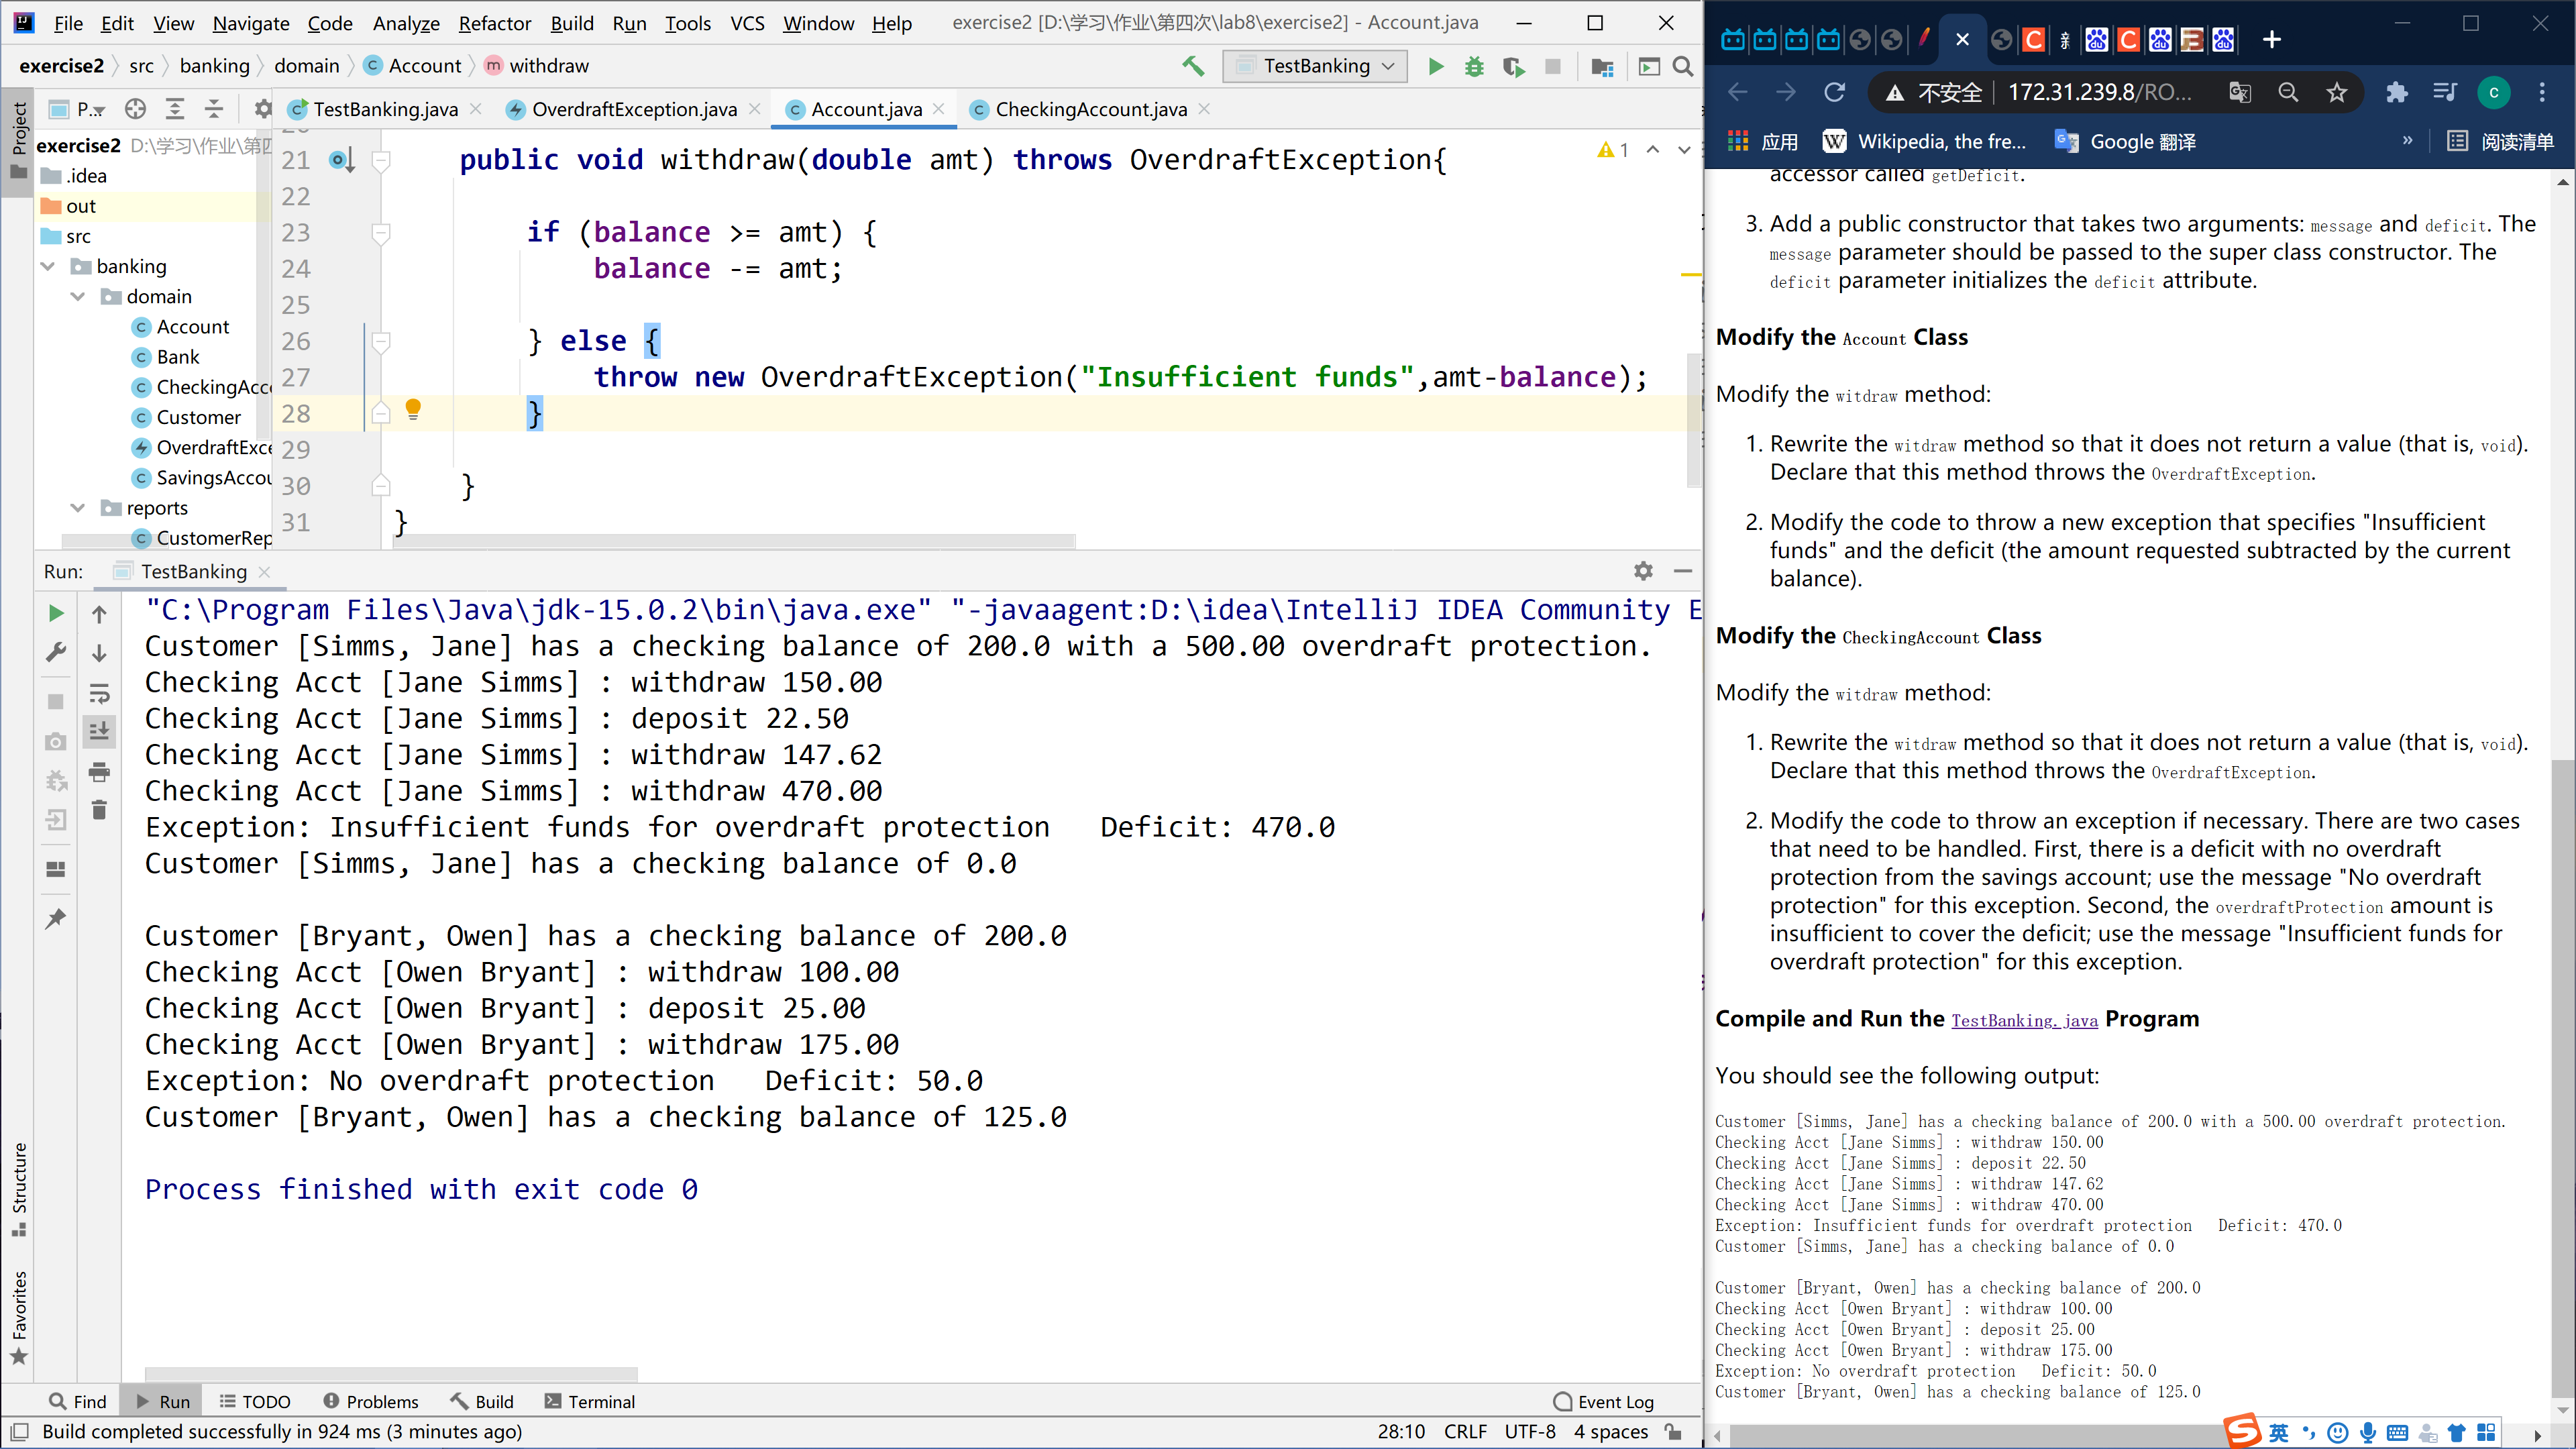 File Edit View Navigate Code Analyze Refactor Build Run Tools VCS Window Help exercise2 [D:\学习\作业\第四次\lab8\exercise2] - Account.java
exercise2 src banking domain Account withdraw
TestBanking
Project
P...
TestBanking.java OverdraftException.java Account.java CheckingAccount.java
exercise2 D:\学习\作业\第四
.idea
out
src
banking
domain
Account
Bank
CheckingAcc
Customer
OverdraftExce
SavingsAccou
reports
CustomerRep
21 public void withdraw(double amt) throws OverdraftException{
22
23 if (balance >= amt) {
24 balance -= amt;
25
26 } else {
27 throw new OverdraftException("Insufficient funds",amt-balance);
28 }
29
30 }
31 }
1
Run: TestBanking
"C:\Program Files\Java\jdk-15.0.2\bin\java.exe" "-javaagent:D:\idea\IntelliJ IDEA Community E
Customer [Simms, Jane] has a checking balance of 200.0 with a 500.00 overdraft protection.
Checking Acct [Jane Simms] : withdraw 150.00
Checking Acct [Jane Simms] : deposit 22.50
Checking Acct [Jane Simms] : withdraw 147.62
Checking Acct [Jane Simms] : withdraw 470.00
Exception: Insufficient funds for overdraft protection   Deficit: 470.0
Customer [Simms, Jane] has a checking balance of 0.0
Customer [Bryant, Owen] has a checking balance of 200.0
Checking Acct [Owen Bryant] : withdraw 100.00
Checking Acct [Owen Bryant] : deposit 25.00
Checking Acct [Owen Bryant] : withdraw 175.00
Exception: No overdraft protection   Deficit: 50.0
Customer [Bryant, Owen] has a checking balance of 125.0
Process finished with exit code 0
Structure
Favorites
Find Run TODO Problems Build Terminal Event Log
Build completed successfully in 924 ms (3 minutes ago) 28:10 CRLF UTF-8 4 spaces
不安全 172.31.239.8/RO...
应用 Wikipedia, the fre... Google 翻译 » 阅读清单
accessor called getDeficit.
3. Add a public constructor that takes two arguments: message and deficit. The
message parameter should be passed to the super class constructor. The
deficit parameter initializes the deficit attribute.
Modify the Account Class
Modify the witdraw method:
1. Rewrite the witdraw method so that it does not return a value (that is, void).
Declare that this method throws the OverdraftException.
2. Modify the code to throw a new exception that specifies "Insufficient
funds" and the deficit (the amount requested subtracted by the current
balance).
Modify the CheckingAccount Class
Modify the witdraw method:
1. Rewrite the witdraw method so that it does not return a value (that is, void).
Declare that this method throws the OverdraftException.
2. Modify the code to throw an exception if necessary. There are two cases
that need to be handled. First, there is a deficit with no overdraft
protection from the savings account; use the message "No overdraft
protection" for this exception. Second, the overdraftProtection amount is
insufficient to cover the deficit; use the message "Insufficient funds for
overdraft protection" for this exception.
Compile and Run the TestBanking.java Program
You should see the following output:
Customer [Simms, Jane] has a checking balance of 200.0 with a 500.00 overdraft protection.
Checking Acct [Jane Simms] : withdraw 150.00
Checking Acct [Jane Simms] : deposit 22.50
Checking Acct [Jane Simms] : withdraw 147.62
Checking Acct [Jane Simms] : withdraw 470.00
Exception: Insufficient funds for overdraft protection   Deficit: 470.0
Customer [Simms, Jane] has a checking balance of 0.0
Customer [Bryant, Owen] has a checking balance of 200.0
Checking Acct [Owen Bryant] : withdraw 100.00
Checking Acct [Owen Bryant] : deposit 25.00
Checking Acct [Owen Bryant] : withdraw 175.00
Exception: No overdraft protection   Deficit: 50.0
Customer [Bryant, Owen] has a checking balance of 125.0
英